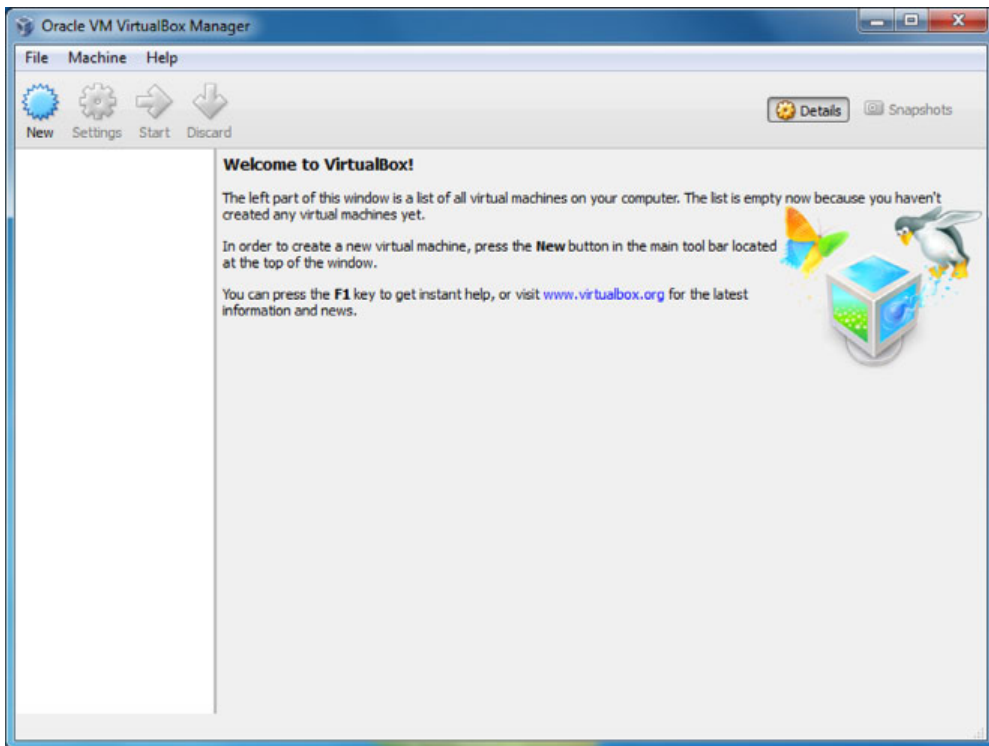 Oracle VM VirtualBox Manager
File Machine Help
New Settings Start Discard
Details Snapshots
Welcome to VirtualBox!
The left part of this window is a list of all virtual machines on your computer. The list is empty now because you haven't
created any virtual machines yet.
In order to create a new virtual machine, press the New button in the main tool bar located
at the top of the window.
You can press the F1 key to get instant help, or visit www.virtualbox.org for the latest
information and news.